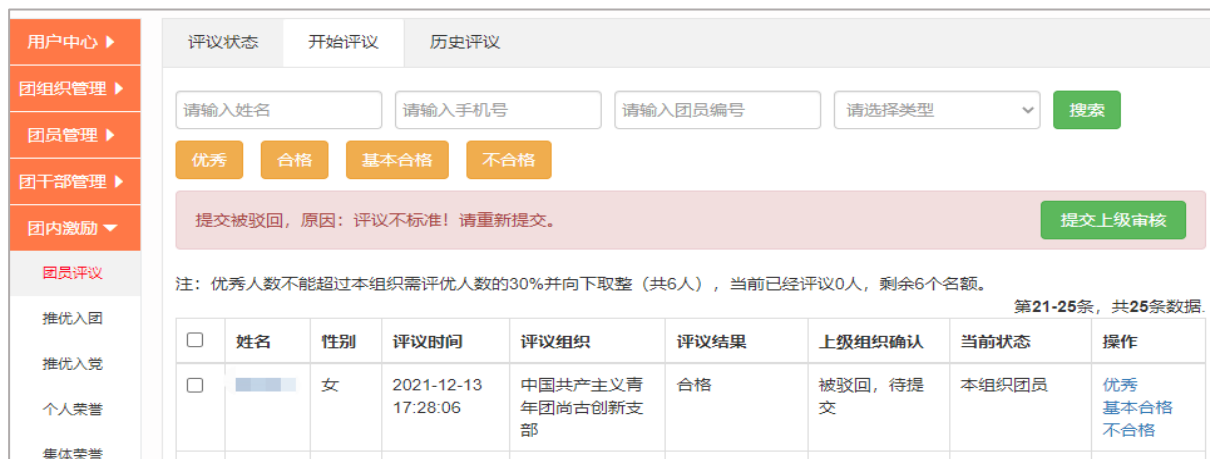 用户中心
团组织管理
团员管理
团干部管理
团内激励
团员评议
推优入团
推优入党
个人荣誉
集体荣誉
评议状态 开始评议 历史评议
请输入姓名 请输入手机号 请输入团员编号 请选择类型 搜索
优秀 合格 基本合格 不合格
提交被驳回，原因：评议不标准！请重新提交。 提交上级审核
注：优秀人数不能超过本组织需评优人数的30%并向下取整（共6人），当前已经评议0人，剩余6个名额。
第21-25条，共25条数据.
姓名 性别 评议时间 评议组织 评议结果 上级组织确认 当前状态 操作
女 2021-12-13 中国共产主义青 合格 被驳回，待提 本组织团员 优秀
17:28:06 年团尚古创新支 交 基本合格
部 不合格